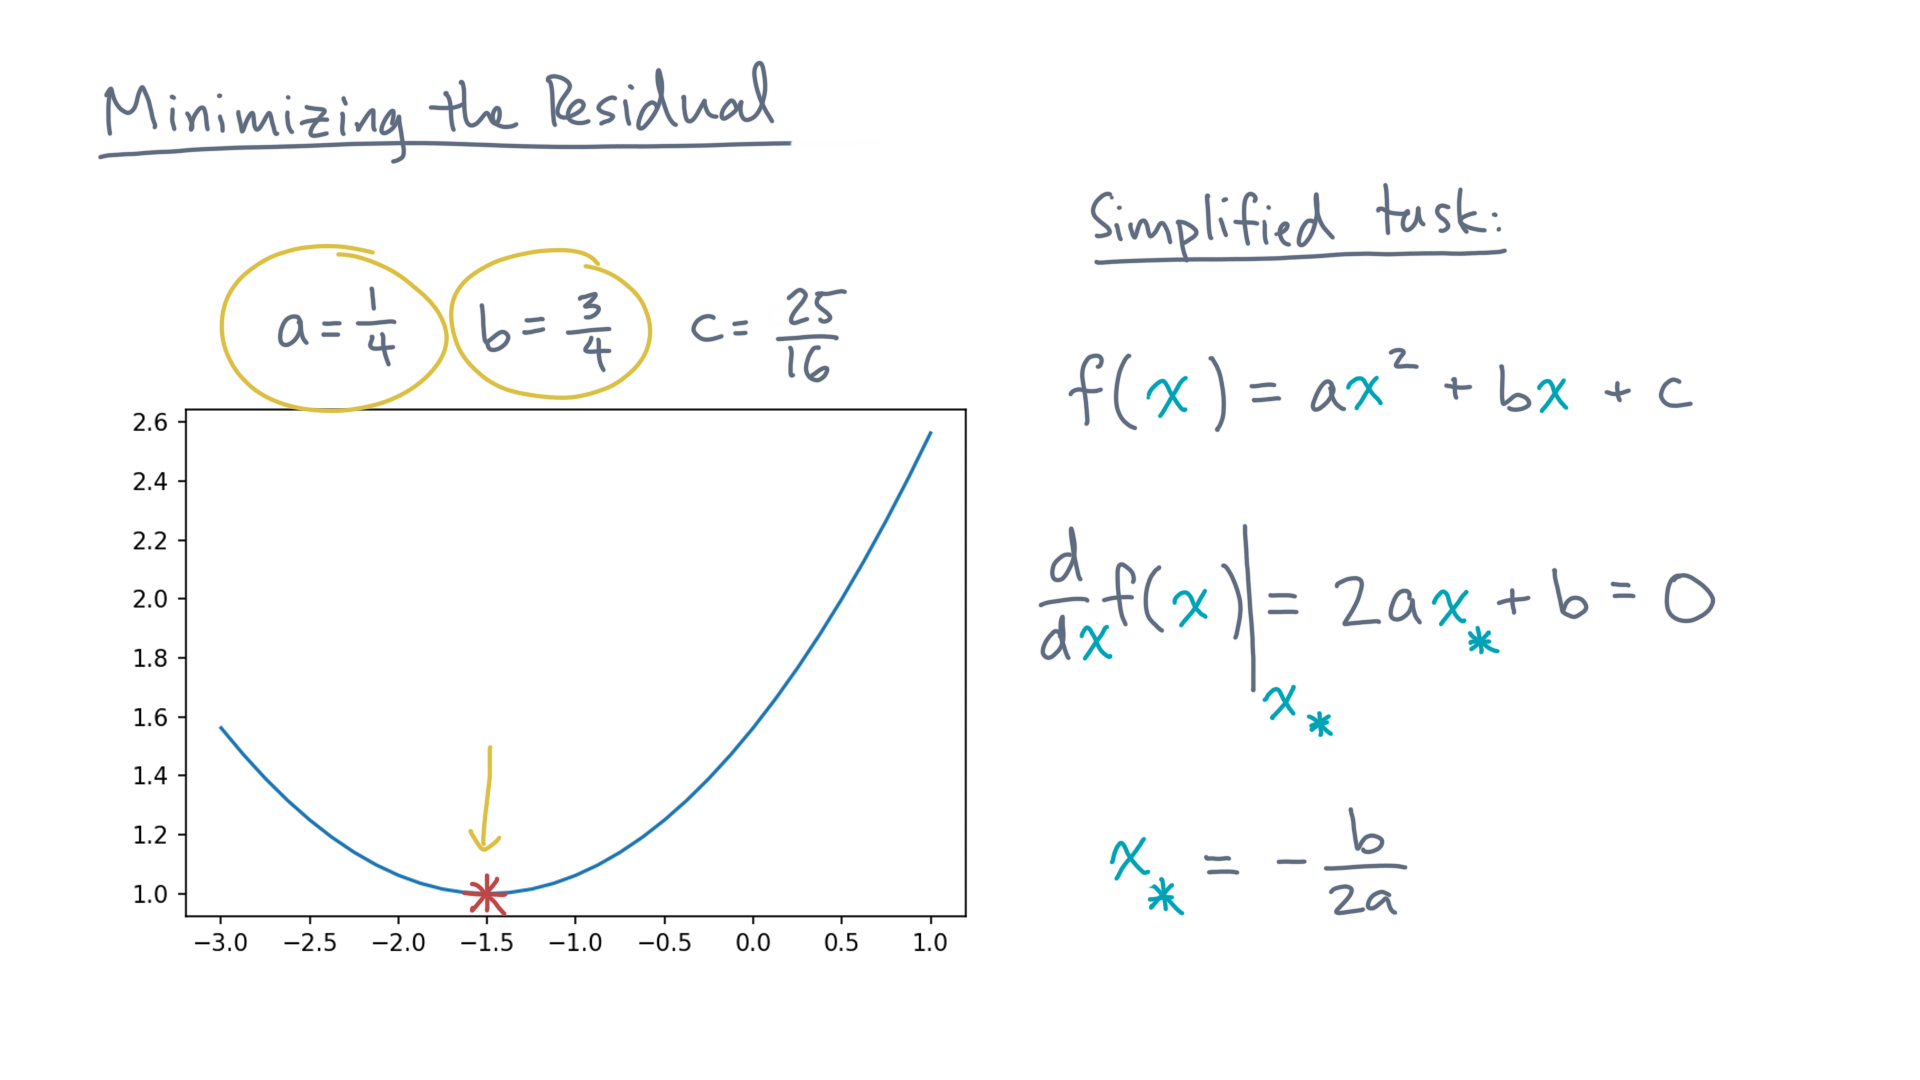 Minimizing the Residual
a = 1/4 b = 3/4 c = 25/16
2.6
2.4
2.2
2.0
1.8
1.6
1.4
1.2
1.0
−3.0 −2.5 −2.0 −1.5 −1.0 −0.5 0.0 0.5 1.0
Simplified task:
f(x) = ax² + bx + c
d/dx f(x)|x* = 2ax* + b = 0
x* = − b/2a